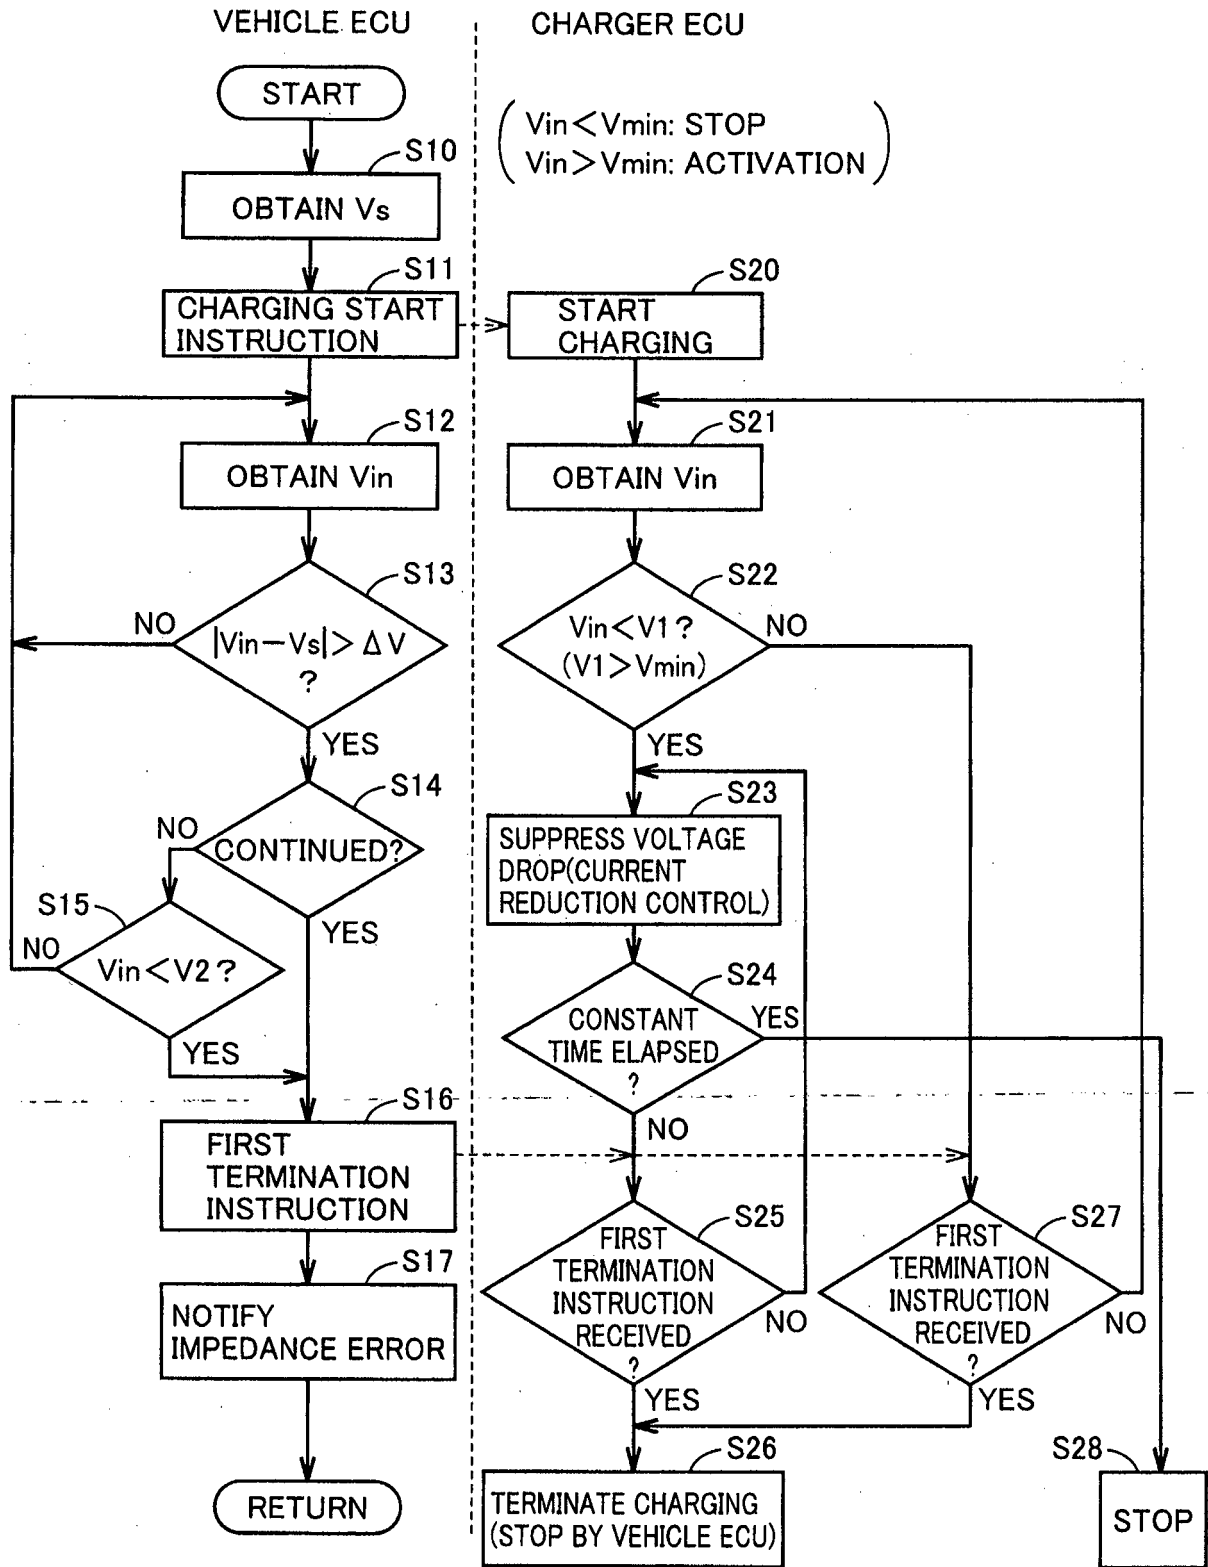 VEHICLE ECU
START
S10
OBTAIN Vs
S11
CHARGING START
INSTRUCTION
S12
OBTAIN Vin
S13
NO
|Vin−Vs|>ΔV
?
YES
S14
NO
CONTINUED?
YES
S15
NO
Vin<V2?
YES
S16
FIRST
TERMINATION
INSTRUCTION
S17
NOTIFY
IMPEDANCE ERROR
RETURN
CHARGER ECU
Vin<Vmin: STOP
Vin>Vmin: ACTIVATION
S20
START
CHARGING
S21
OBTAIN Vin
S22
Vin<V1?
(V1>Vmin)
NO
YES
S23
SUPPRESS VOLTAGE
DROP(CURRENT
REDUCTION CONTROL)
S24
CONSTANT
TIME ELAPSED
?
YES
NO
S25
FIRST
TERMINATION
INSTRUCTION
RECEIVED
?
NO
YES
S27
FIRST
TERMINATION
INSTRUCTION
RECEIVED
?
NO
YES
S26
TERMINATE CHARGING
(STOP BY VEHICLE ECU)
S28
STOP